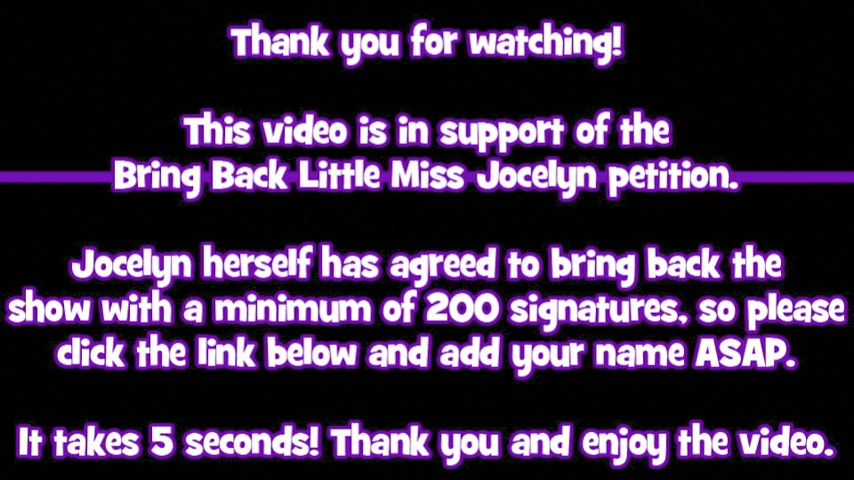 Thank you for watching!
This video is in support of the
Bring Back Little Miss Jocelyn petition.
Jocelyn herself has agreed to bring back the
show with a minimum of 200 signatures, so please
click the link below and add your name ASAP.
It takes 5 seconds! Thank you and enjoy the video.